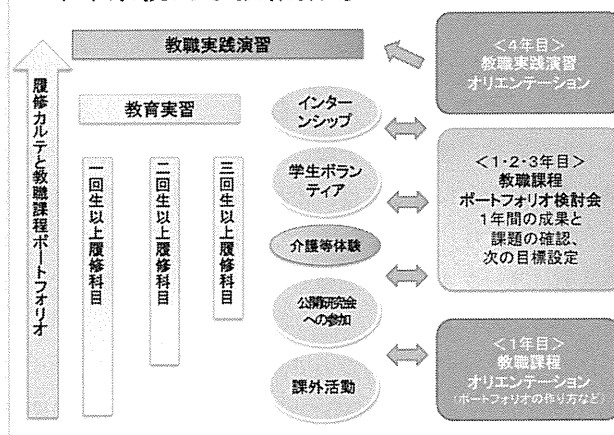 教職実践演習
教育実習
履修カルテと教職課程ポートフォリオ
一回生以上履修科目
二回生以上履修科目
三回生以上履修科目
インター
ンシップ
学生ボラン
ティア
介護等体験
公開研究会
への参加
課外活動
<4年目>
教職実践演習
オリエンテーション
<1・2・3年目>
教職課程
ポートフォリオ検討会
1年間の成果と
課題の確認、
次の目標設定
<1年目>
教職課程
オリエンテーション
(ポートフォリオの作り方など)